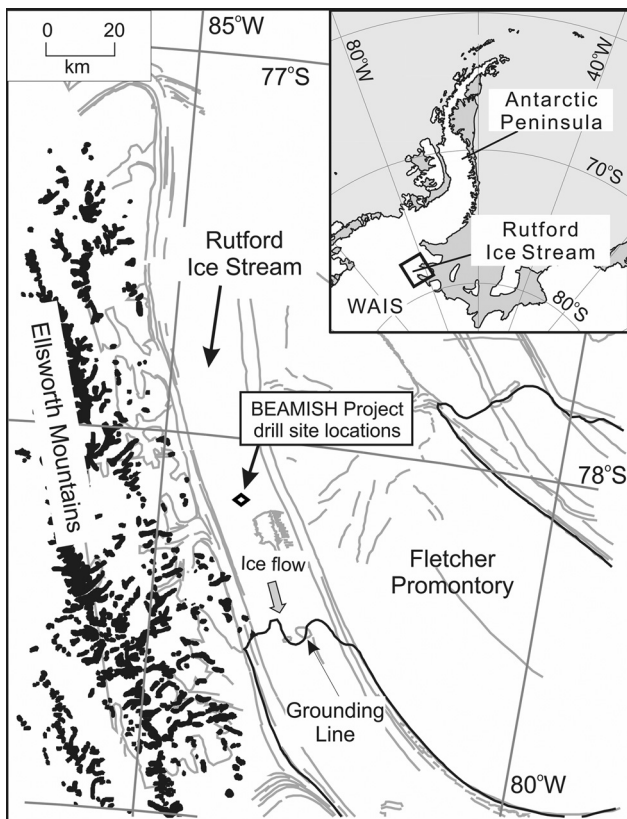 0 20
km
85°W
77°S
80°W
40°W
Antarctic
Peninsula
70°S
Rutford
Ice Stream
WAIS
80°S
Rutford
Ice Stream
Ellsworth Mountains
BEAMISH Project
drill site locations
78°S
Ice flow
Fletcher
Promontory
Grounding
Line
80°W